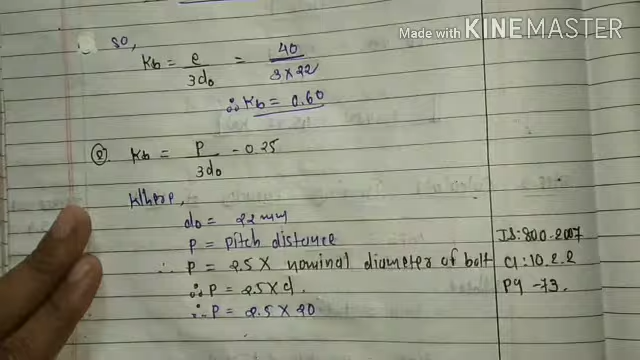 Made with KINEMASTER
so,
Kb = e/3d₀ = 40/3×22
∴ Kb = 0.60
② Kb = P/3d₀ - 0.25
Where,
d₀ = 22 mm
P = pitch distance
∴ P = 2.5 × nominal diameter of bolt
∴ P = 2.5 × d.
∴ P = 2.5 × 20
IS:800.2007
Cl:10.2.2
Pg -73.